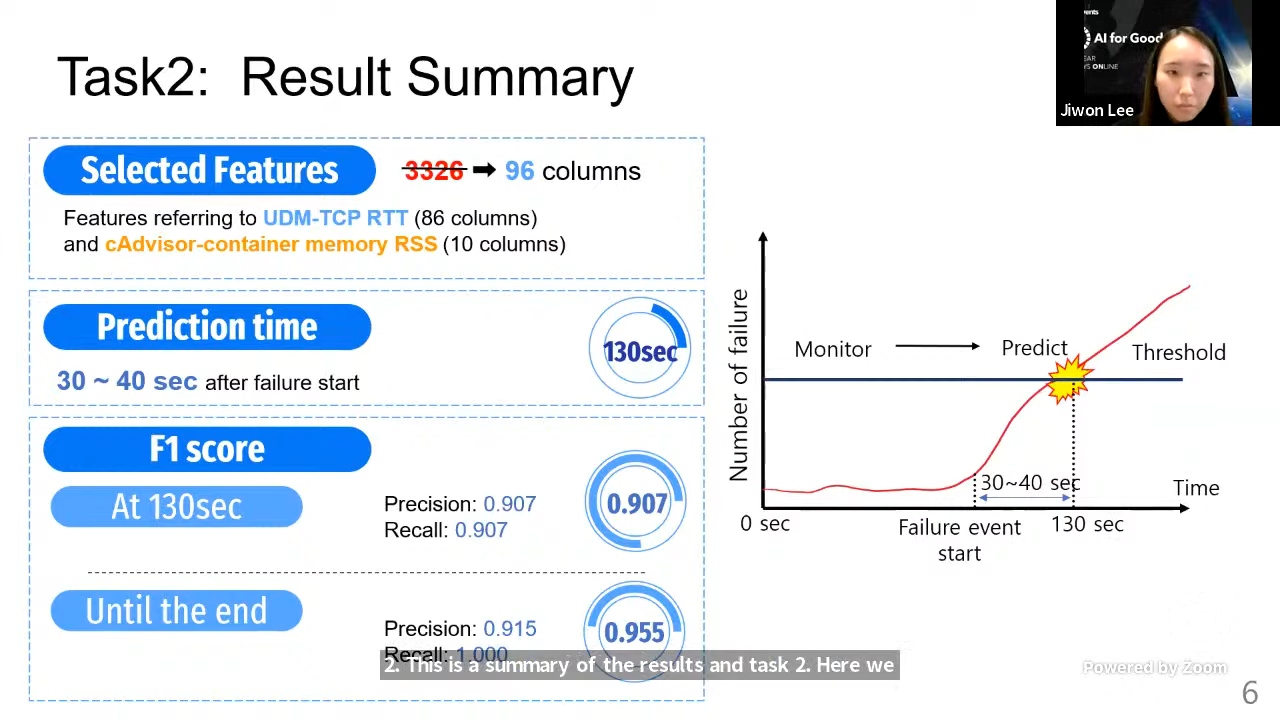 Task2: Result Summary
Selected Features
3326 ➡ 96 columns
Features referring to UDM-TCP RTT (86 columns)
and cAdvisor-container memory RSS (10 columns)
Prediction time
30 ~ 40 sec after failure start
130sec
F1 score
At 130sec
Precision: 0.907
Recall: 0.907
0.907
Until the end
Precision: 0.915
Recall: 1.000
0.955
Number of failure
Monitor
Predict
Threshold
30~40 sec
Time
0 sec
Failure event
start
130 sec
2. This is a summary of the results and task 2. Here we
AI for Good
Jiwon Lee
Powered by Zoom
6